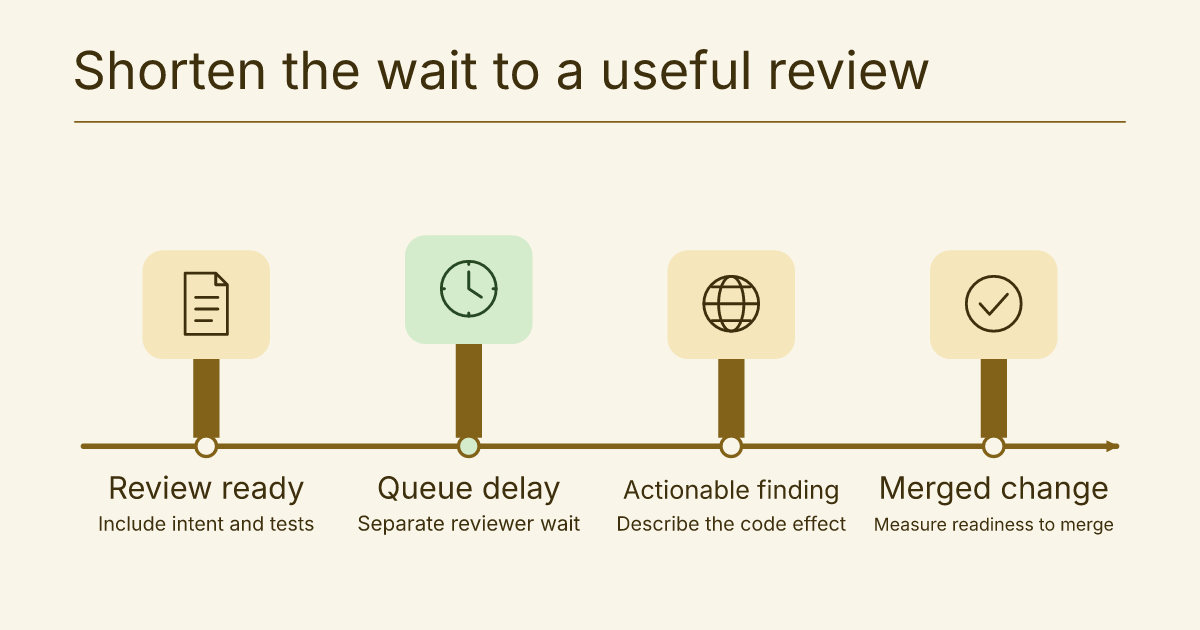 Shorten the wait to a useful review
Review ready
Include intent and tests
Queue delay
Separate reviewer wait
Actionable finding
Describe the code effect
Merged change
Measure readiness to merge